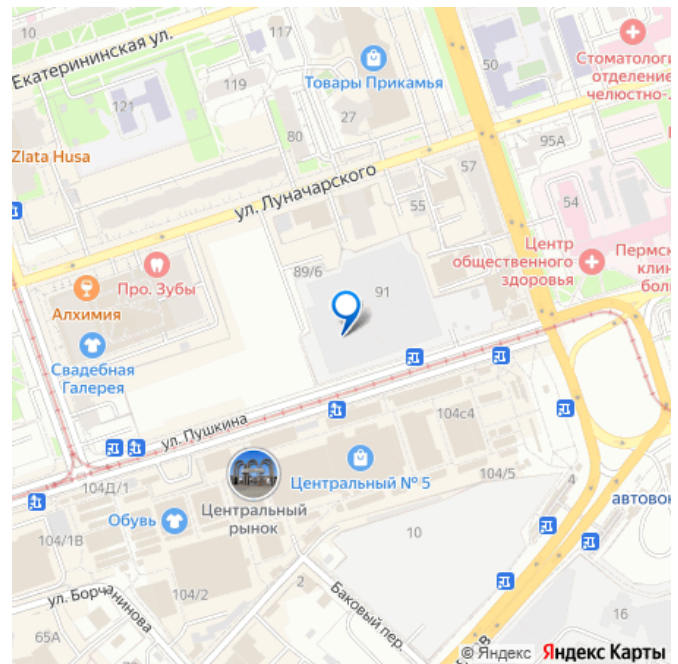 117
50
Екатерининская ул.
Товары Прикамья
Стоматологи
отделение
челюстно-
121
119
27
80
95А
Zlata Husa
57
ул. Луначарского
54
55
Центр
общественного
здоровья
Пермск
клин
бол
89/6
91
Про. Зубы
Алхимия
Свадебная
Галерея
ул. Пушкина
104с4
Центральный № 5
104/5
4
104Д/1
автовок
Обувь
Центральный
рынок
104/1В
10
104/2
2
ул. Борчанинова
Баковый пер.
16
65А
© Яндекс Яндекс Карты